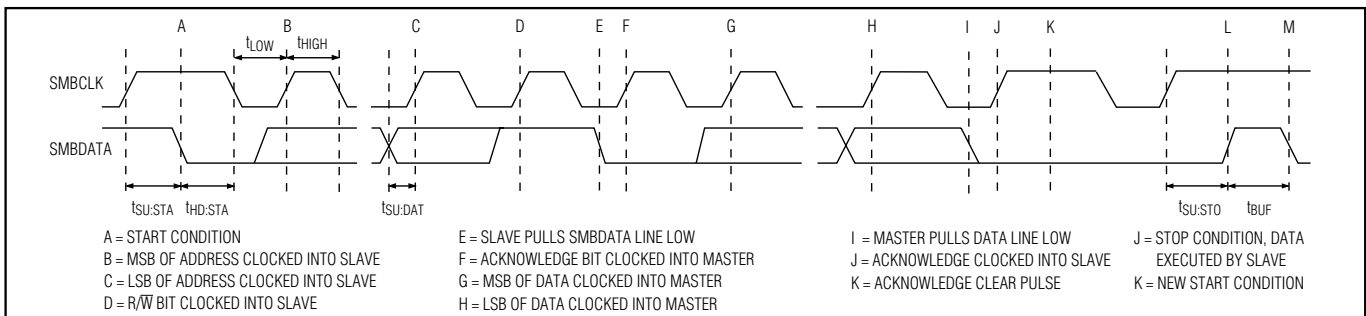 A B C D E F G H I J K L M
tLOW tHIGH
SMBCLK
SMBDATA
tSU:STA tHD:STA tSU:DAT tSU:STO tBUF
A = START CONDITION
B = MSB OF ADDRESS CLOCKED INTO SLAVE
C = LSB OF ADDRESS CLOCKED INTO SLAVE
D = R/W̅ BIT CLOCKED INTO SLAVE
E = SLAVE PULLS SMBDATA LINE LOW
F = ACKNOWLEDGE BIT CLOCKED INTO MASTER
G = MSB OF DATA CLOCKED INTO MASTER
H = LSB OF DATA CLOCKED INTO MASTER
I = MASTER PULLS DATA LINE LOW
J = ACKNOWLEDGE CLOCKED INTO SLAVE
K = ACKNOWLEDGE CLEAR PULSE
J = STOP CONDITION, DATA
EXECUTED BY SLAVE
K = NEW START CONDITION